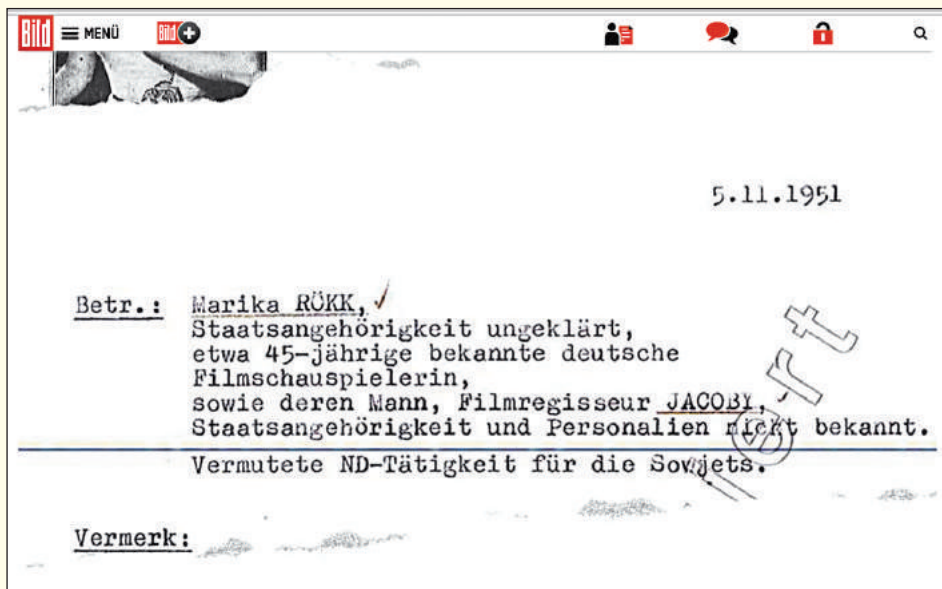 Bild MENÜ Bild+
5.11.1951
Betr.: Marika RÖKK,
Staatsangehörigkeit ungeklärt,
etwa 45-jährige bekannte deutsche
Filmschauspielerin,
sowie deren Mann, Filmregisseur JACOBY,
Staatsangehörigkeit und Personalien nicht bekannt.
Vermutete ND-Tätigkeit für die Sowjets.
Vermerk: